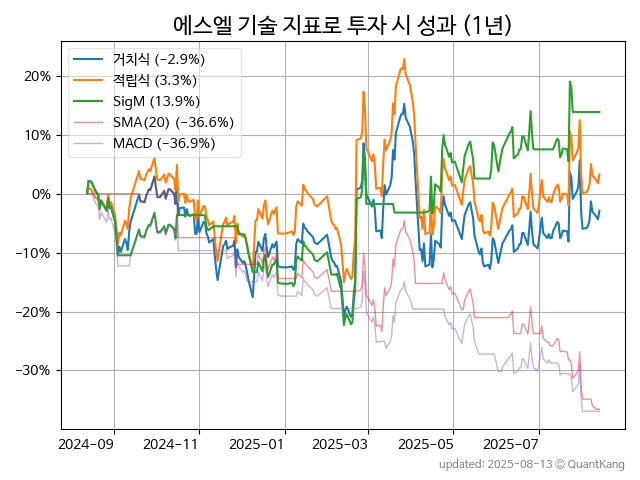 에스엘 기술 지표로 투자 시 성과 (1년)
거치식 (−2.9%)
적립식 (3.3%)
SigM (13.9%)
SMA(20) (−36.6%)
MACD (−36.9%)
20%
10%
0%
−10%
−20%
−30%
2024-09 2024-11 2025-01 2025-03 2025-05 2025-07
updated: 2025-08-13 ⓒ QuantKang